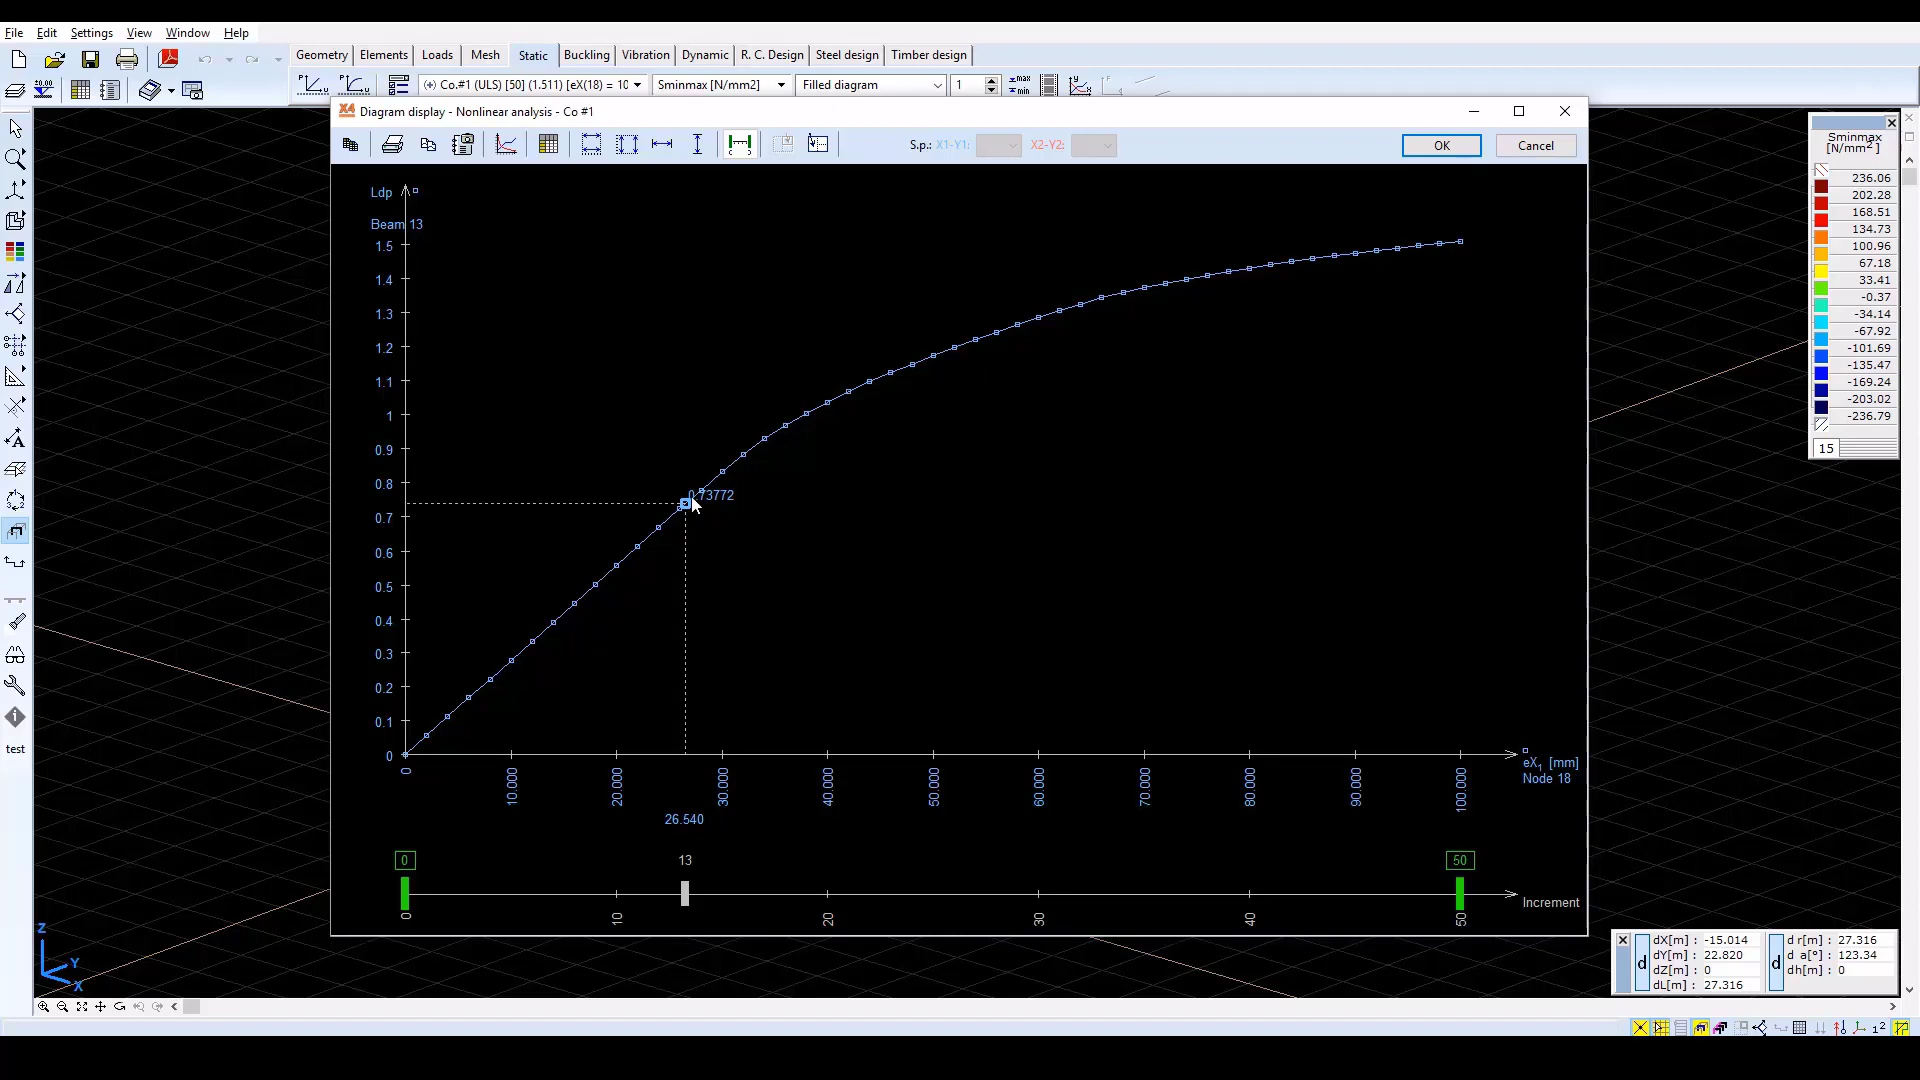 File Edit Settings View Window Help
Geometry Elements Loads Mesh Static Buckling Vibration Dynamic R. C. Design Steel design Timber design
Co.#1 (ULS) [50] (1.511) [eX(18) = 10 Sminmax [N/mm2] Filled diagram 1
X4 Diagram display - Nonlinear analysis - Co #1
S.p.: X1-Y1: X2-Y2: OK Cancel
Ldp
Beam 13
1.5
1.4
1.3
1.2
1.1
1
0.9
0.8
0.7
0.6
0.5
0.4
0.3
0.2
0.1
0
0.73772
0 10.000 20.000 30.000 40.000 50.000 60.000 70.000 80.000 90.000 100.000
eX1 [mm]
Node 18
26.540
0 13 50
0 10 20 30 40 50
Increment
Sminmax
[N/mm2]
236.06
202.28
168.51
134.73
100.96
67.18
33.41
-0.37
-34.14
-67.92
-101.69
-135.47
-169.24
-203.02
-236.79
15
test
Z
Y
X
d
dX[m] : -15.014
dY[m] : 22.820
dZ[m] : 0
dL[m] : 27.316
d
d r[m] : 27.316
d a[°] : 123.34
dh[m] : 0